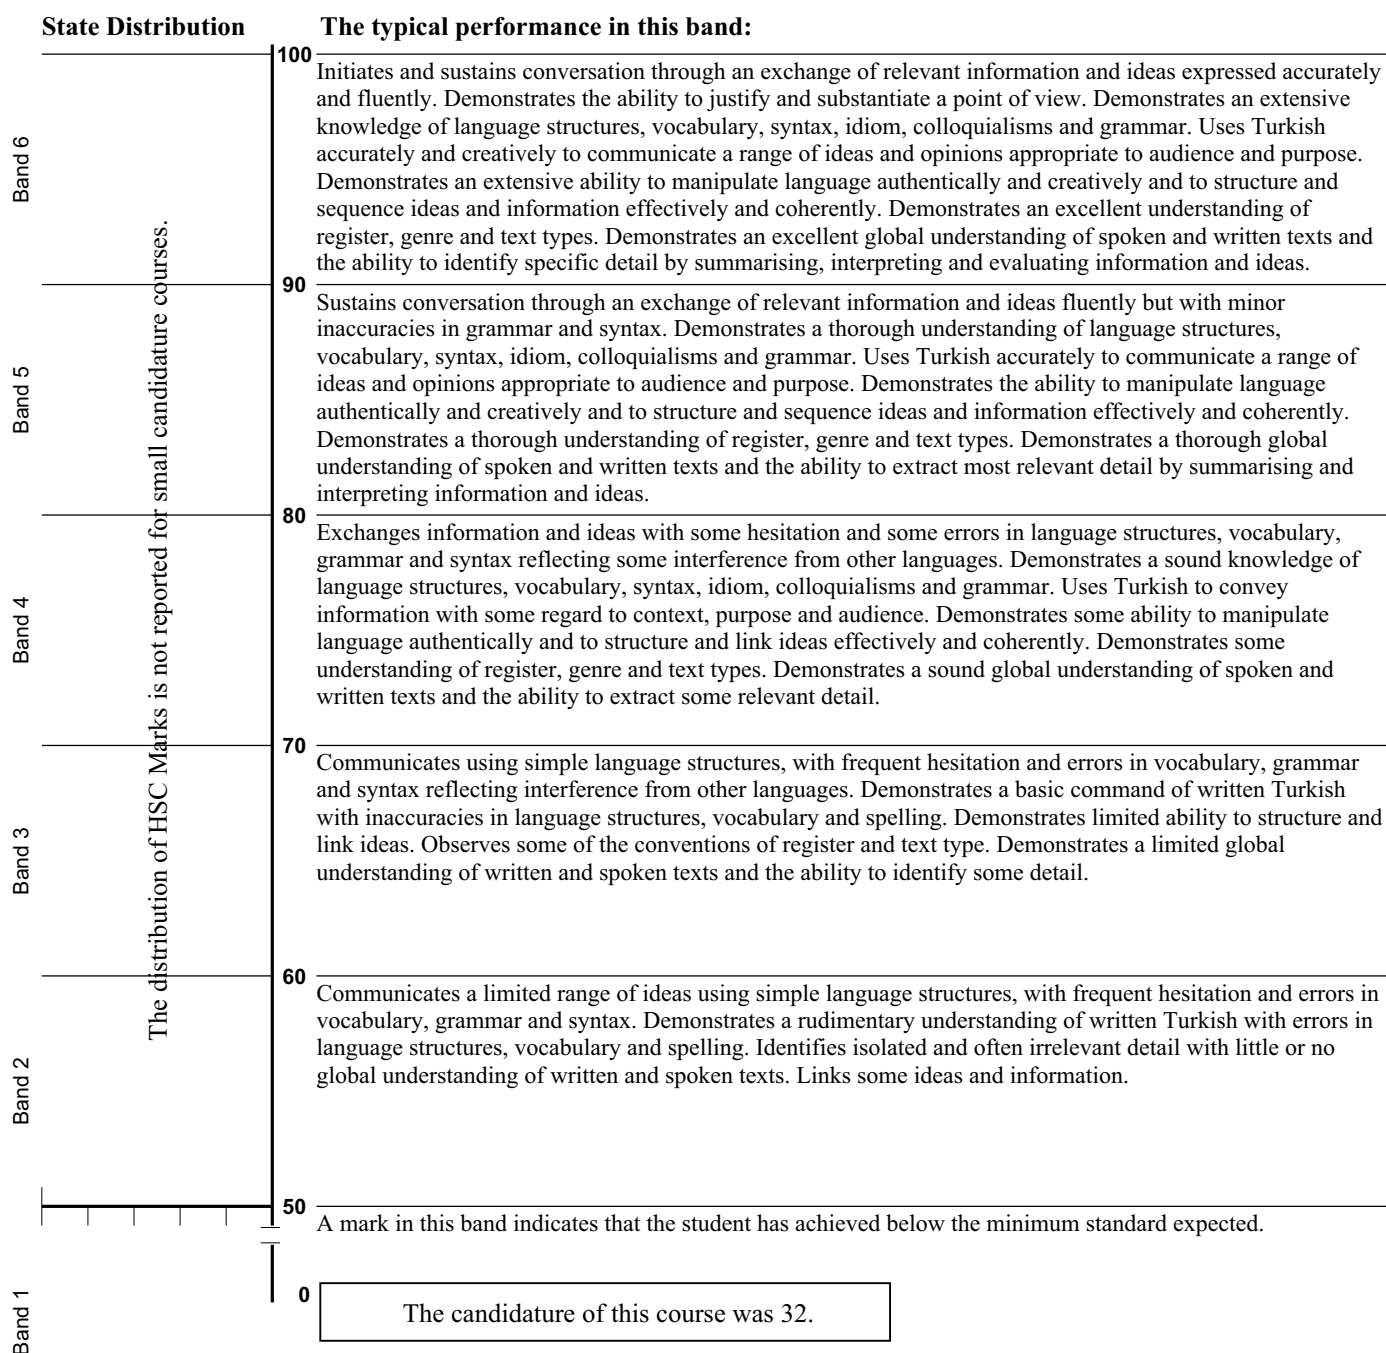 State Distribution
The typical performance in this band:
100
Initiates and sustains conversation through an exchange of relevant information and ideas expressed accurately
and fluently. Demonstrates the ability to justify and substantiate a point of view. Demonstrates an extensive
knowledge of language structures, vocabulary, syntax, idiom, colloquialisms and grammar. Uses Turkish
accurately and creatively to communicate a range of ideas and opinions appropriate to audience and purpose.
Demonstrates an extensive ability to manipulate language authentically and creatively and to structure and
sequence ideas and information effectively and coherently. Demonstrates an excellent understanding of
register, genre and text types. Demonstrates an excellent global understanding of spoken and written texts and
the ability to identify specific detail by summarising, interpreting and evaluating information and ideas.
Band 6
90
Sustains conversation through an exchange of relevant information and ideas fluently but with minor
inaccuracies in grammar and syntax. Demonstrates a thorough understanding of language structures,
vocabulary, syntax, idiom, colloquialisms and grammar. Uses Turkish accurately to communicate a range of
ideas and opinions appropriate to audience and purpose. Demonstrates the ability to manipulate language
authentically and creatively and to structure and sequence ideas and information effectively and coherently.
Demonstrates a thorough understanding of register, genre and text types. Demonstrates a thorough global
understanding of spoken and written texts and the ability to extract most relevant detail by summarising and
interpreting information and ideas.
Band 5
80
Exchanges information and ideas with some hesitation and some errors in language structures, vocabulary,
grammar and syntax reflecting some interference from other languages. Demonstrates a sound knowledge of
language structures, vocabulary, syntax, idiom, colloquialisms and grammar. Uses Turkish to convey
information with some regard to context, purpose and audience. Demonstrates some ability to manipulate
language authentically and to structure and link ideas effectively and coherently. Demonstrates some
understanding of register, genre and text types. Demonstrates a sound global understanding of spoken and
written texts and the ability to extract some relevant detail.
Band 4
The distribution of HSC Marks is not reported for small candidature courses.
70
Communicates using simple language structures, with frequent hesitation and errors in vocabulary, grammar
and syntax reflecting interference from other languages. Demonstrates a basic command of written Turkish
with inaccuracies in language structures, vocabulary and spelling. Demonstrates limited ability to structure and
link ideas. Observes some of the conventions of register and text type. Demonstrates a limited global
understanding of written and spoken texts and the ability to identify some detail.
Band 3
60
Communicates a limited range of ideas using simple language structures, with frequent hesitation and errors in
vocabulary, grammar and syntax. Demonstrates a rudimentary understanding of written Turkish with errors in
language structures, vocabulary and spelling. Identifies isolated and often irrelevant detail with little or no
global understanding of written and spoken texts. Links some ideas and information.
Band 2
50
A mark in this band indicates that the student has achieved below the minimum standard expected.
0
Band 1
The candidature of this course was 32.